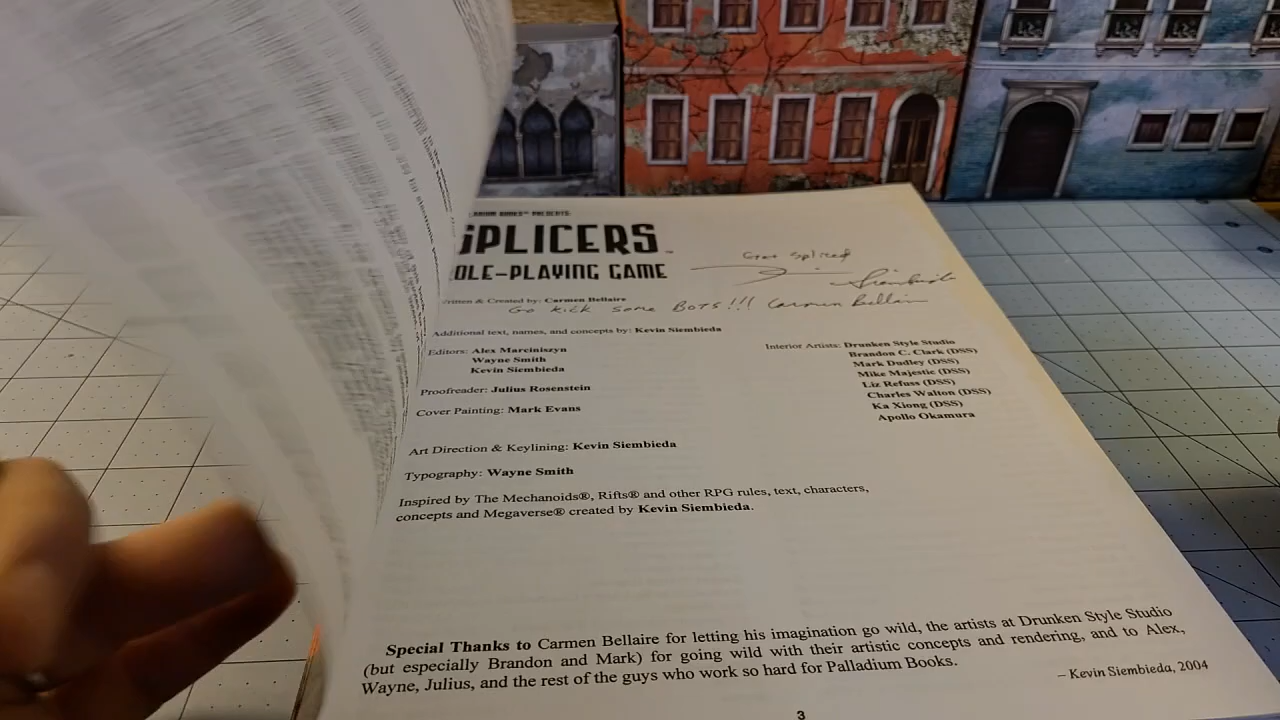 PRESENTS:
SPLICERS
OLE-PLAYING GAME
Written & Created by: Carmen Bellaire
Get Spliced
Go Kick Some Bots!!! Carmen Bellaire
Additional text, names, and concepts by: Kevin Siembieda
Editors: Alex Marciniszyn
Wayne Smith
Kevin Siembieda
Proofreader: Julius Rosenstein
Cover Painting: Mark Evans
Interior Artists: Drunken Style Studio
Brandon C. Clark (DSS)
Mark Dudley (DSS)
Mike Majestic (DSS)
Liz Refuss (DSS)
Charles Walton (DSS)
Ka Xiong (DSS)
Apollo Okamura
Art Direction & Keylining: Kevin Siembieda
Typography: Wayne Smith
Inspired by The Mechanoids®, Rifts® and other RPG rules, text, characters,
concepts and Megaverse® created by Kevin Siembieda.
Special Thanks to Carmen Bellaire for letting his imagination go wild, the artists at Drunken Style Studio
(but especially Brandon and Mark) for going wild with their artistic concepts and rendering, and to Alex,
Wayne, Julius, and the rest of the guys who work so hard for Palladium Books.
– Kevin Siembieda, 2004
3